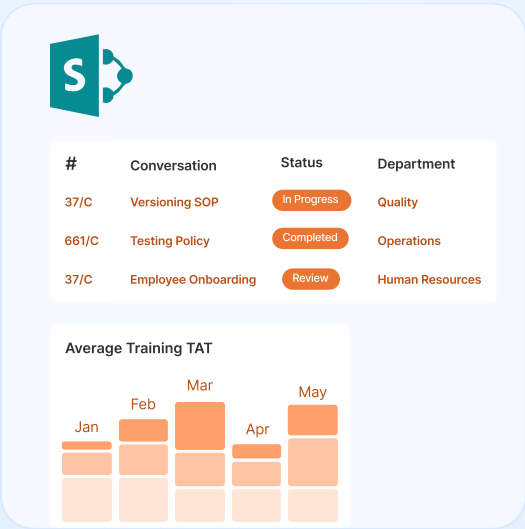 S
# Conversation Status Department
37/C Versioning SOP In Progress Quality
661/C Testing Policy Completed Operations
37/C Employee Onboarding Review Human Resources
Average Training TAT
Jan Feb Mar Apr May